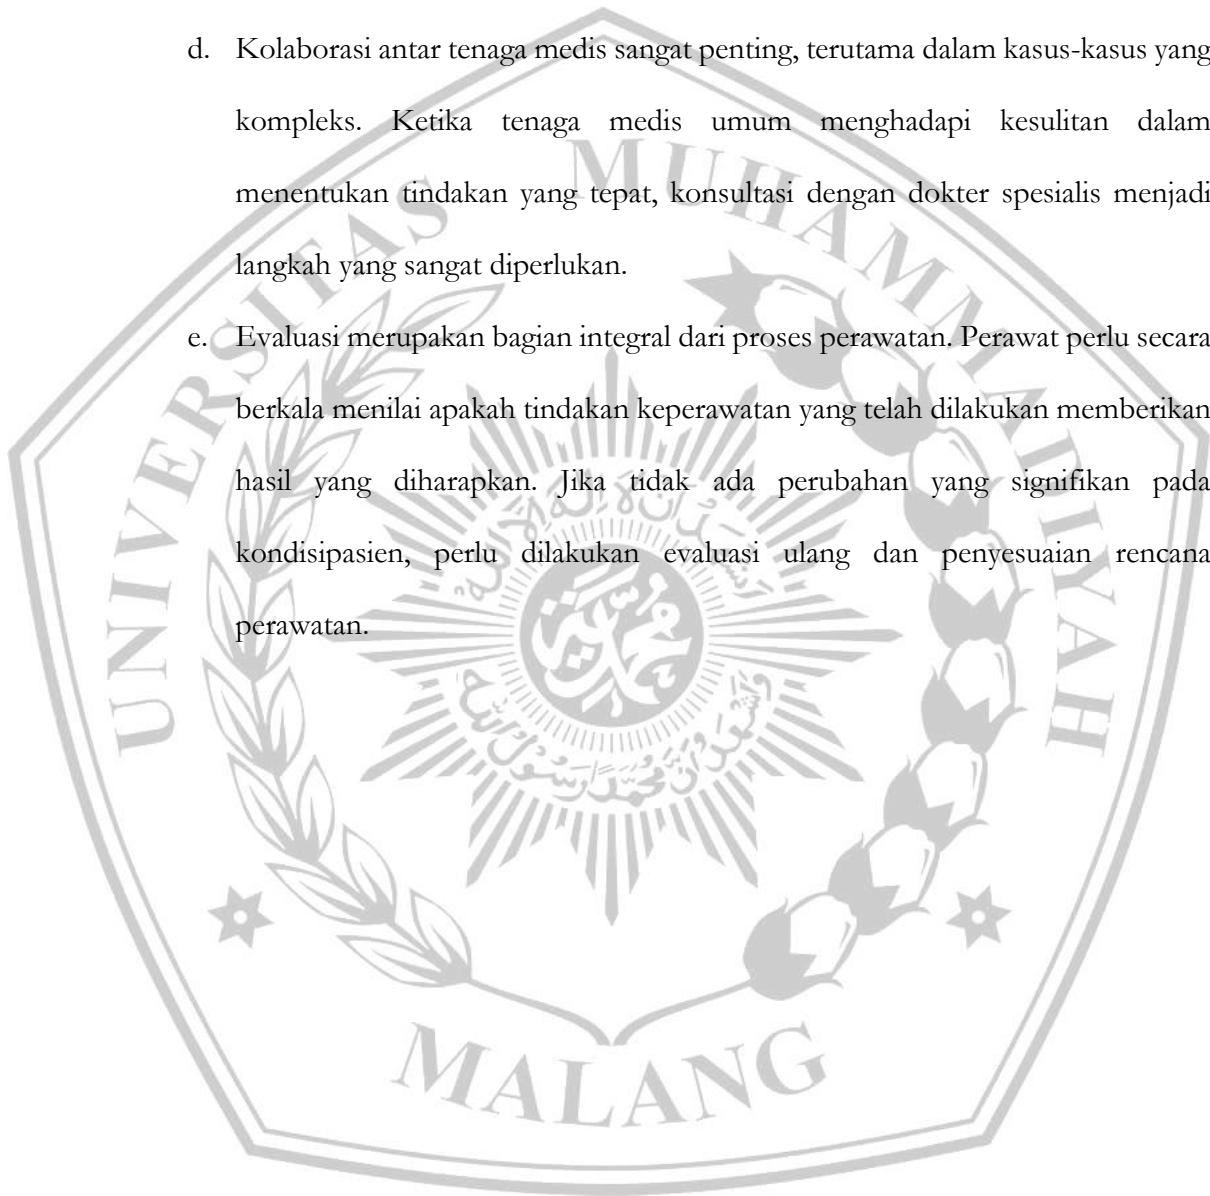 d. Kolaborasi antar tenaga medis sangat penting, terutama dalam kasus-kasus yang
kompleks. Ketika tenaga medis umum menghadapi kesulitan dalam
menentukan tindakan yang tepat, konsultasi dengan dokter spesialis menjadi
langkah yang sangat diperlukan.
e. Evaluasi merupakan bagian integral dari proses perawatan. Perawat perlu secara
berkala menilai apakah tindakan keperawatan yang telah dilakukan memberikan
hasil yang diharapkan. Jika tidak ada perubahan yang signifikan pada
kondisipasien, perlu dilakukan evaluasi ulang dan penyesuaian rencana
perawatan.
UNIVERSITAS MUHAMMADIYAH
MALANG